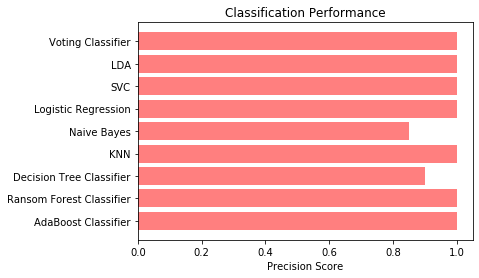 Classification Performance
Voting Classifier
LDA
SVC
Logistic Regression
Naive Bayes
KNN
Decision Tree Classifier
Ransom Forest Classifier
AdaBoost Classifier
0.0 0.2 0.4 0.6 0.8 1.0
Precision Score